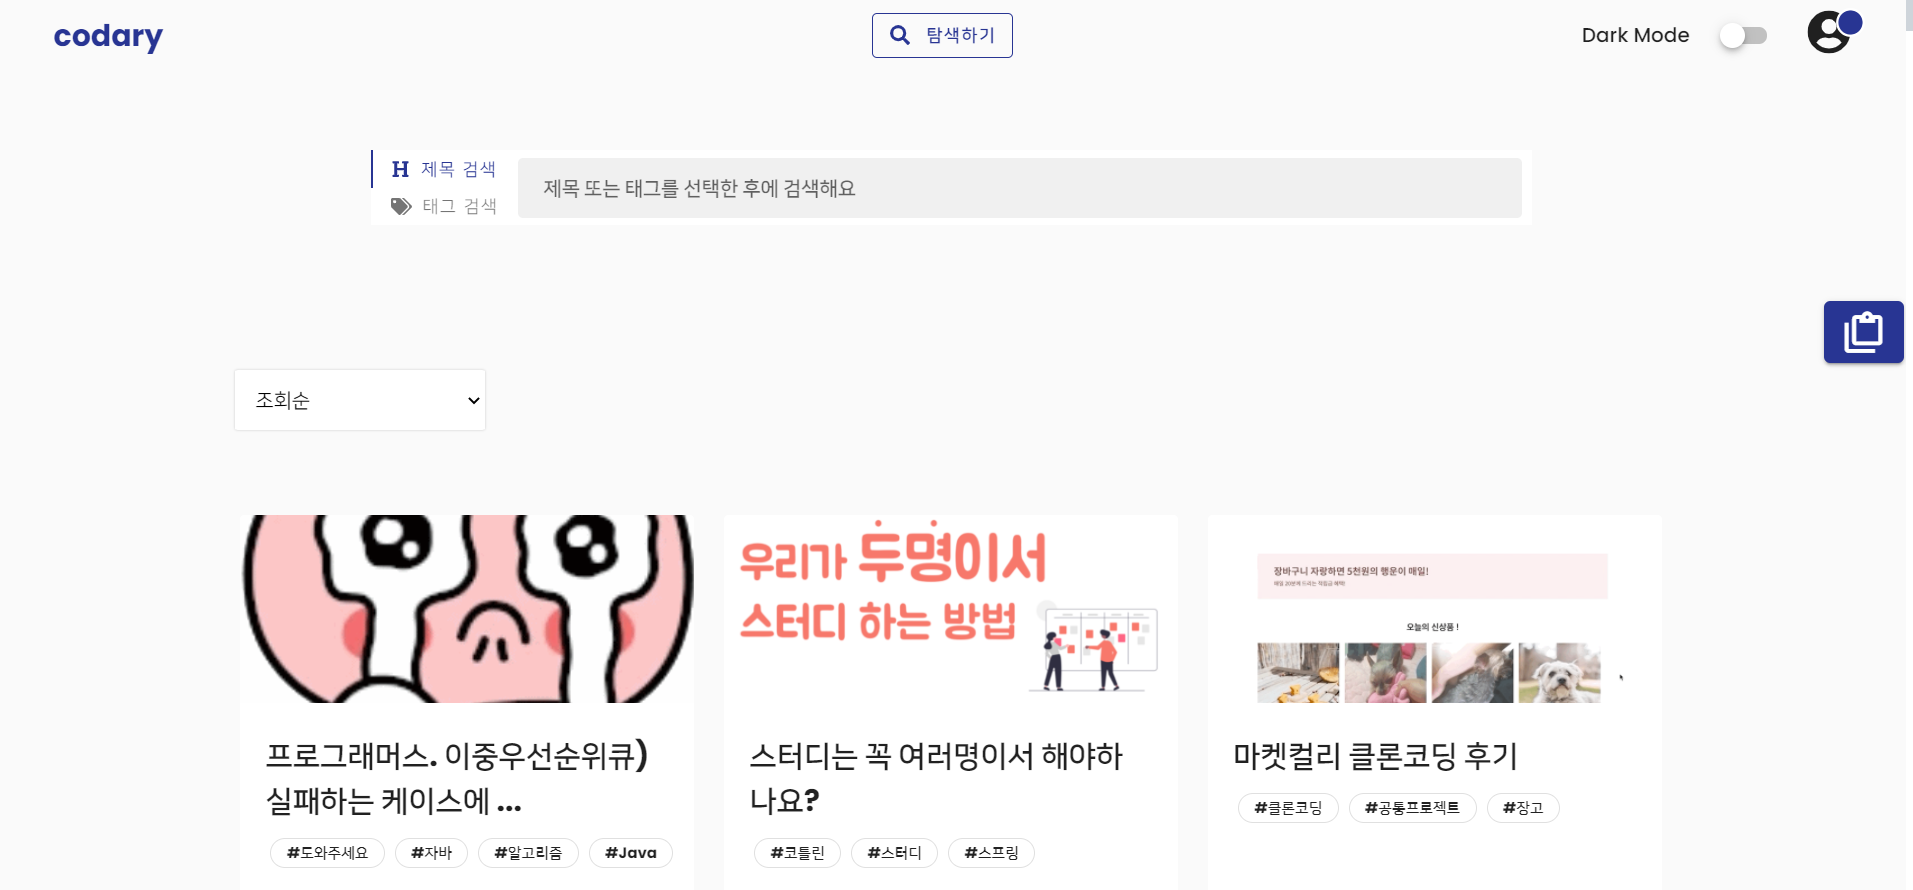 codary
탐색하기
Dark Mode
H 제목 검색
태그 검색
제목 또는 태그를 선택한 후에 검색해요
조회순
우리가 두명이서
스터디 하는 방법
장바구니 자랑하면 5천원의 행운이 매일!
오늘의 신상품 !
프로그래머스. 이중우선순위큐)
실패하는 케이스에 ...
#도와주세요 #자바 #알고리즘 #Java
스터디는 꼭 여러명이서 해야하
나요?
#코틀린 #스터디 #스프링
마켓컬리 클론코딩 후기
#클론코딩 #공통프로젝트 #장고